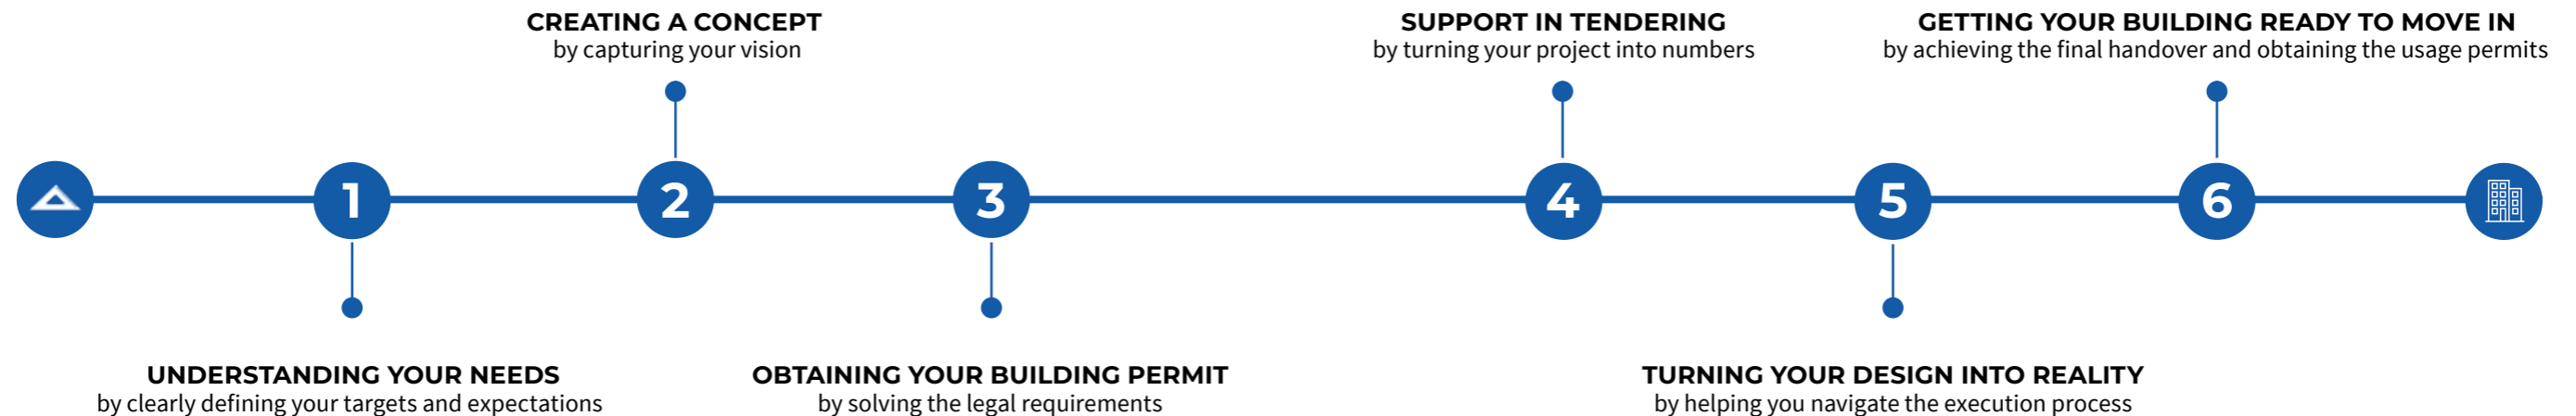 CREATING A CONCEPT
by capturing your vision
SUPPORT IN TENDERING
by turning your project into numbers
GETTING YOUR BUILDING READY TO MOVE IN
by achieving the final handover and obtaining the usage permits
1
2
3
4
5
6
UNDERSTANDING YOUR NEEDS
by clearly defining your targets and expectations
OBTAINING YOUR BUILDING PERMIT
by solving the legal requirements
TURNING YOUR DESIGN INTO REALITY
by helping you navigate the execution process